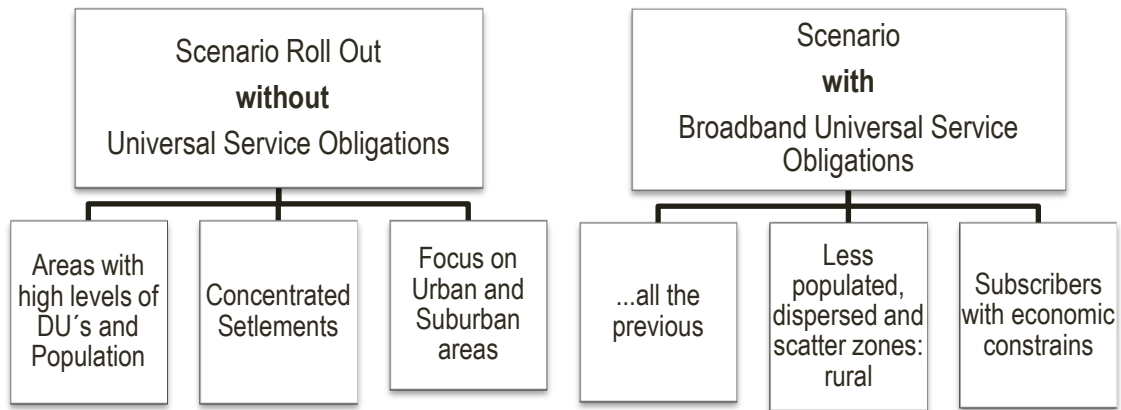 Scenario Roll Out
without
Universal Service Obligations
Areas with
high levels of
DU´s and
Population
Concentrated
Setlements
Focus on
Urban and
Suburban
areas
Scenario
with
Broadband Universal Service
Obligations
...all the
previous
Less
populated,
dispersed and
scatter zones:
rural
Subscribers
with economic
constrains